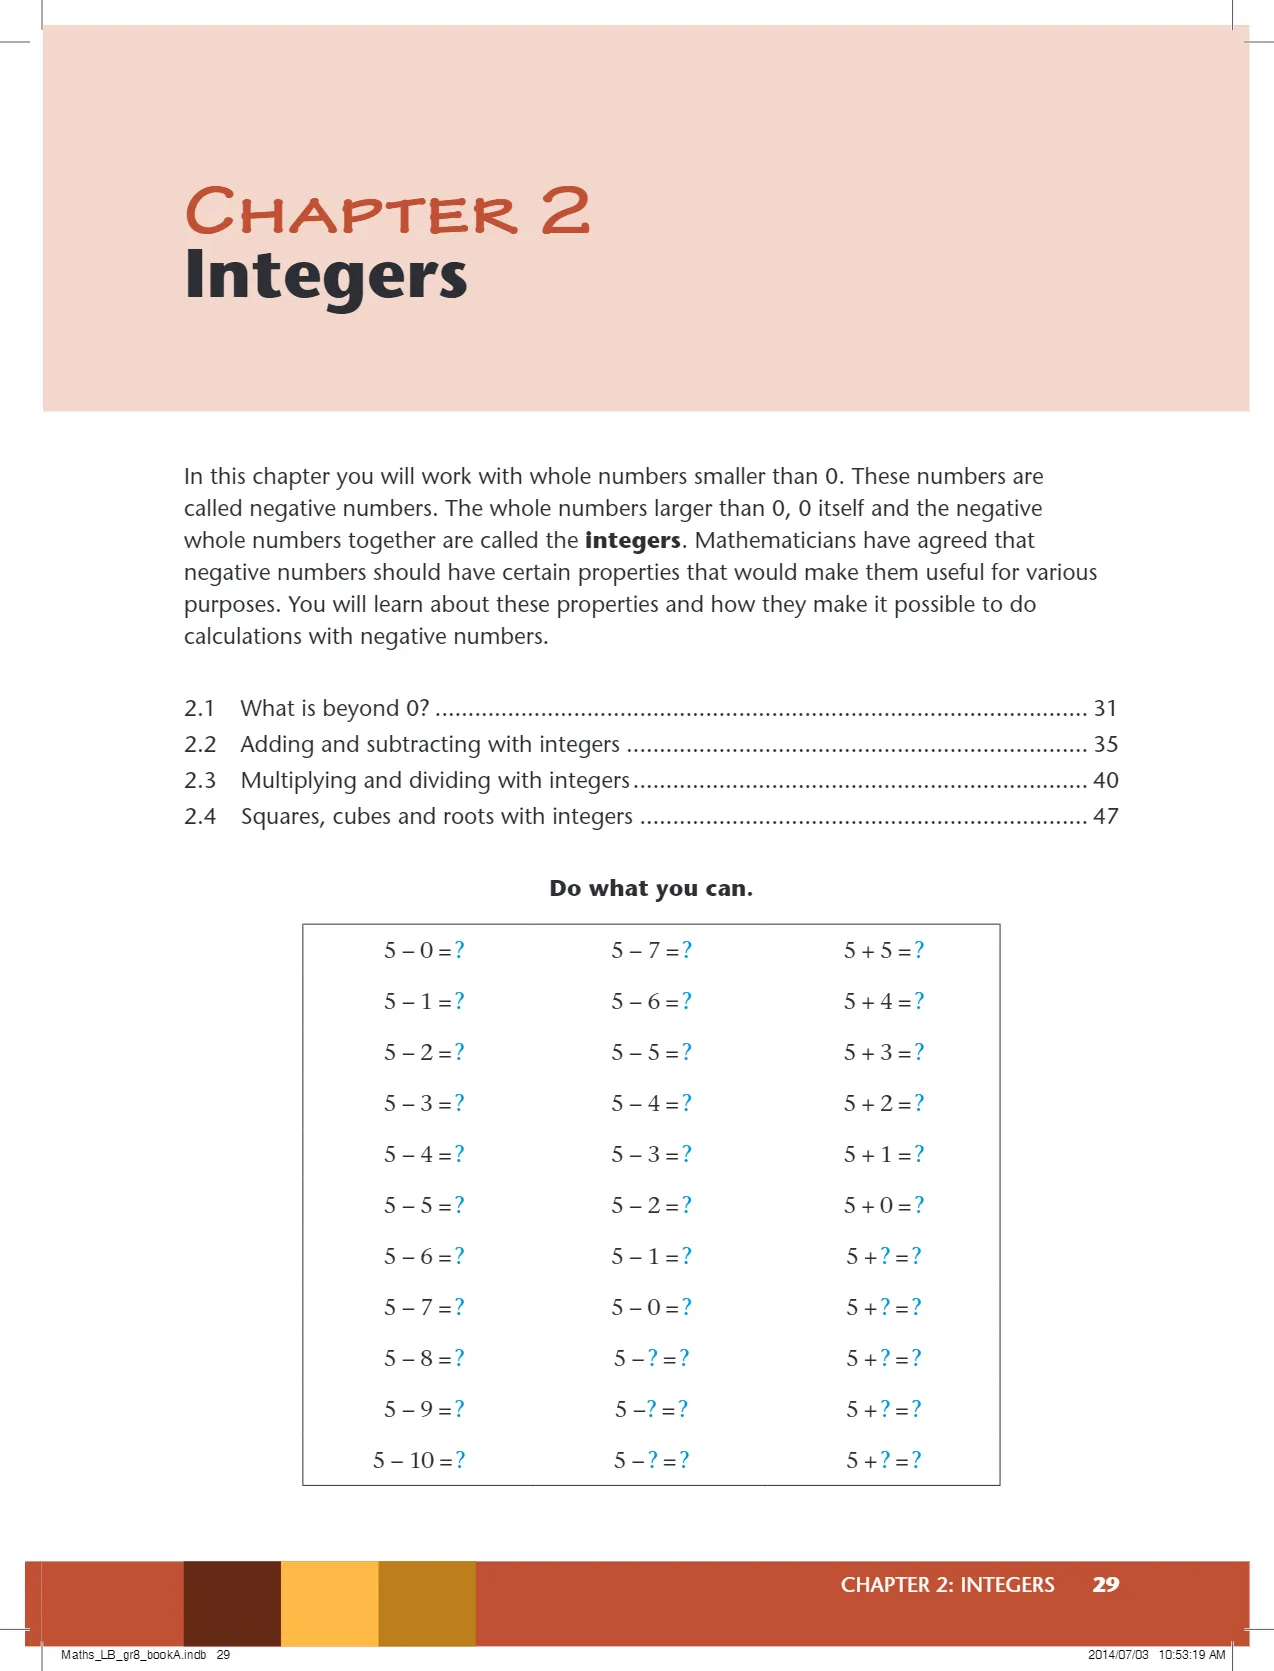 CHAPTER 2
Integers
In this chapter you will work with whole numbers smaller than 0. These numbers are
called negative numbers. The whole numbers larger than 0, 0 itself and the negative
whole numbers together are called the integers. Mathematicians have agreed that
negative numbers should have certain properties that would make them useful for various
purposes. You will learn about these properties and how they make it possible to do
calculations with negative numbers.
2.1 What is beyond 0? .................................................................................................. 31
2.2 Adding and subtracting with integers ...................................................................... 35
2.3 Multiplying and dividing with integers ..................................................................... 40
2.4 Squares, cubes and roots with integers .................................................................... 47
Do what you can.
5 – 0 = ? 5 – 7 = ? 5 + 5 = ?
5 – 1 = ? 5 – 6 = ? 5 + 4 = ?
5 – 2 = ? 5 – 5 = ? 5 + 3 = ?
5 – 3 = ? 5 – 4 = ? 5 + 2 = ?
5 – 4 = ? 5 – 3 = ? 5 + 1 = ?
5 – 5 = ? 5 – 2 = ? 5 + 0 = ?
5 – 6 = ? 5 – 1 = ? 5 + ? = ?
5 – 7 = ? 5 – 0 = ? 5 + ? = ?
5 – 8 = ? 5 – ? = ? 5 + ? = ?
5 – 9 = ? 5 – ? = ? 5 + ? = ?
5 – 10 = ? 5 – ? = ? 5 + ? = ?
CHAPTER 2: INTEGERS 29
Maths_LB_gr8_bookA.indb 29 2014/07/03 10:53:19 AM